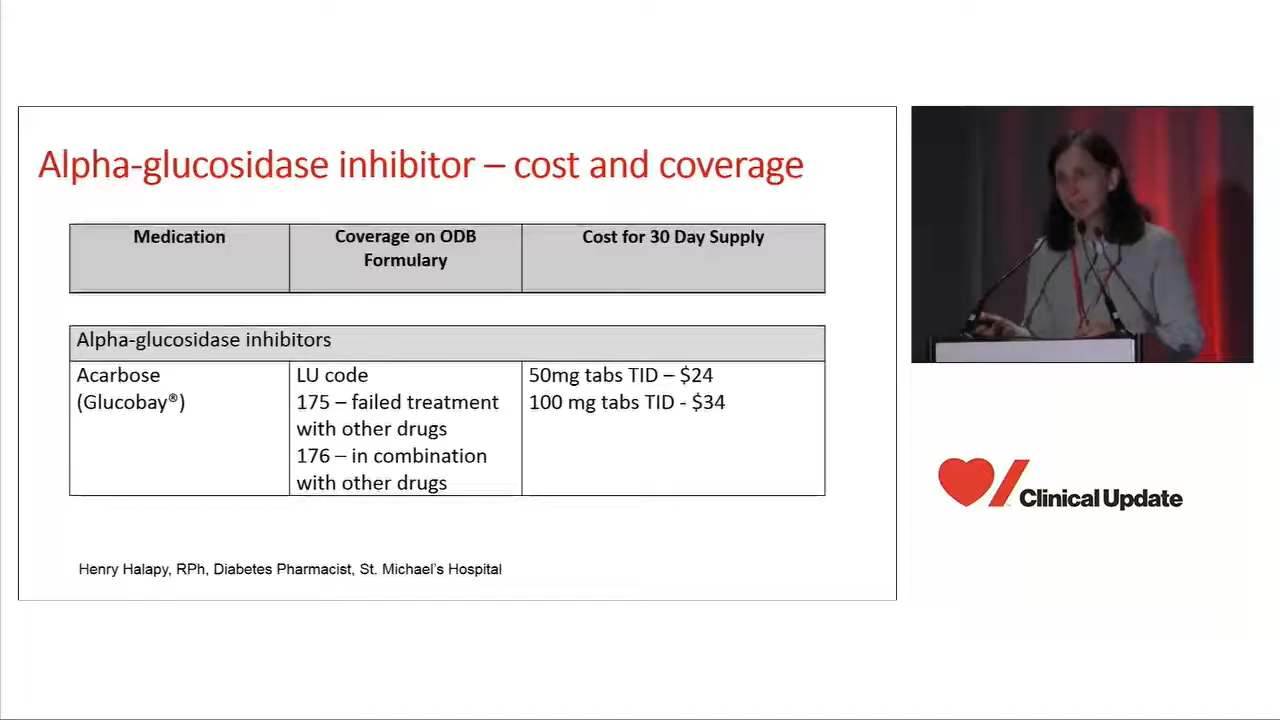 Alpha-glucosidase inhibitor – cost and coverage
Medication
Coverage on ODB
Formulary
Cost for 30 Day Supply
Alpha-glucosidase inhibitors
Acarbose
(Glucobay®)
LU code
175 – failed treatment
with other drugs
176 – in combination
with other drugs
50mg tabs TID – $24
100 mg tabs TID - $34
Henry Halapy, RPh, Diabetes Pharmacist, St. Michael's Hospital
Clinical Update